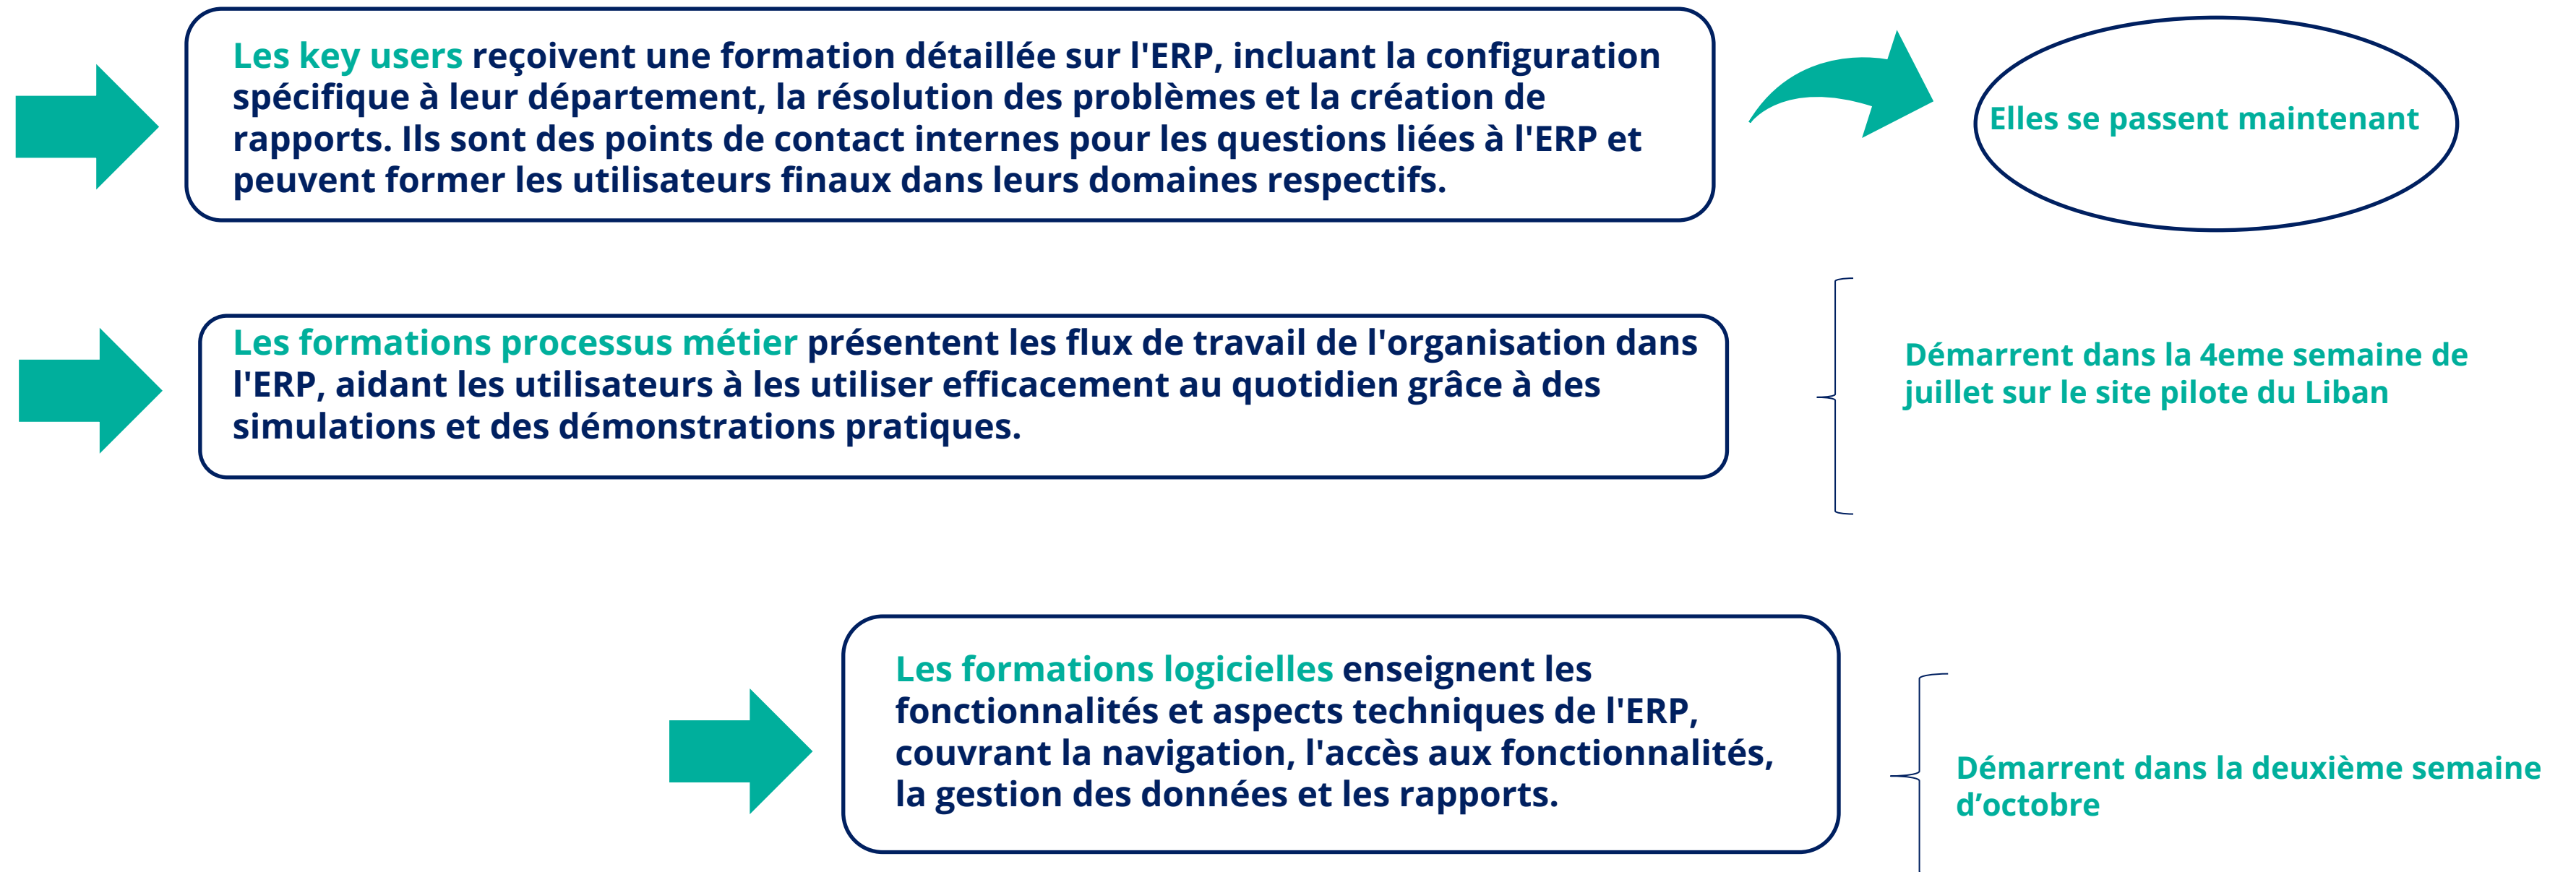 Les key users reçoivent une formation détaillée sur l'ERP, incluant la configuration
spécifique à leur département, la résolution des problèmes et la création de
rapports. Ils sont des points de contact internes pour les questions liées à l'ERP et
peuvent former les utilisateurs finaux dans leurs domaines respectifs.
Elles se passent maintenant
Les formations processus métier présentent les flux de travail de l'organisation dans
l'ERP, aidant les utilisateurs à les utiliser efficacement au quotidien grâce à des
simulations et des démonstrations pratiques.
Démarrent dans la 4eme semaine de
juillet sur le site pilote du Liban
Les formations logicielles enseignent les
fonctionnalités et aspects techniques de l'ERP,
couvrant la navigation, l'accès aux fonctionnalités,
la gestion des données et les rapports.
Démarrent dans la deuxième semaine
d’octobre